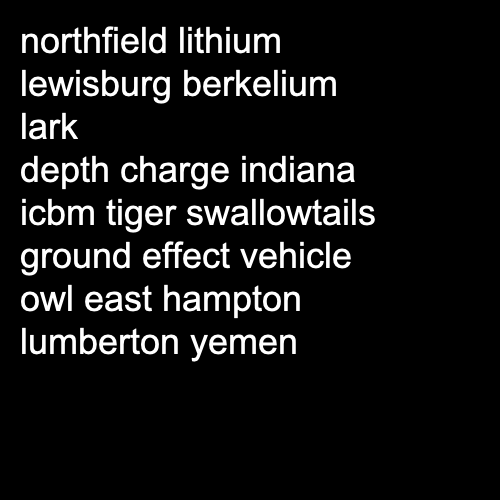 northfield lithium
lewisburg berkelium
lark
depth charge indiana
icbm tiger swallowtails
ground effect vehicle
owl east hampton
lumberton yemen